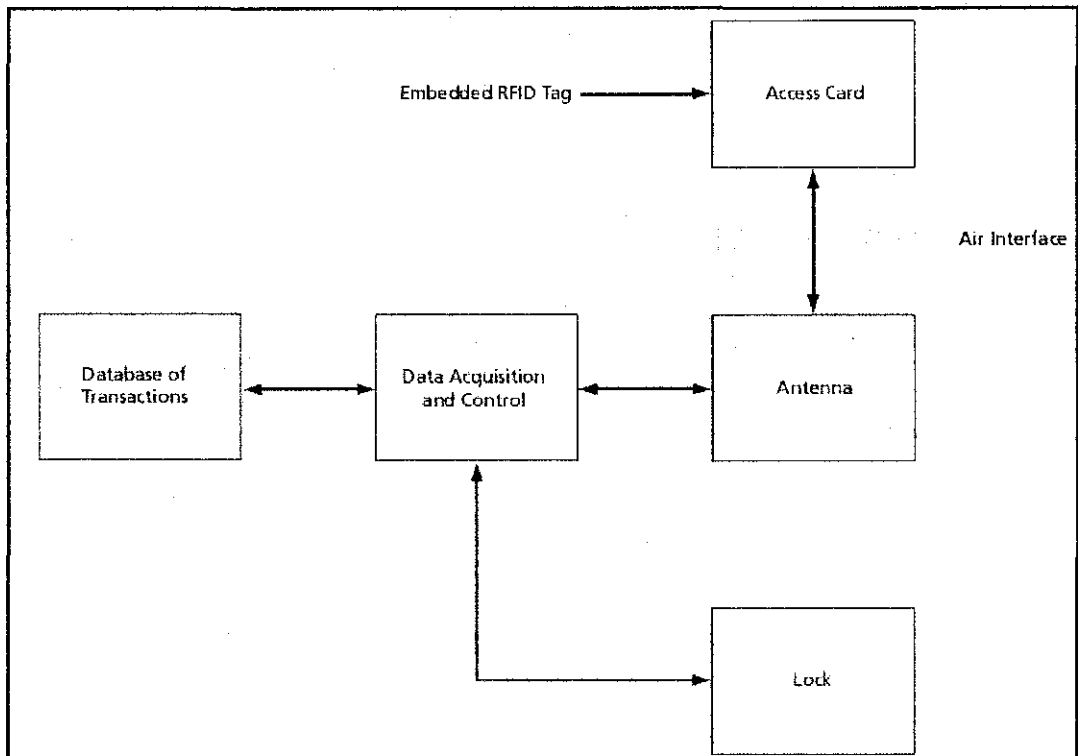 Embedded RFID Tag
Access Card
Air Interface
Database of
Transactions
Data Acquisition
and Control
Antenna
Lock